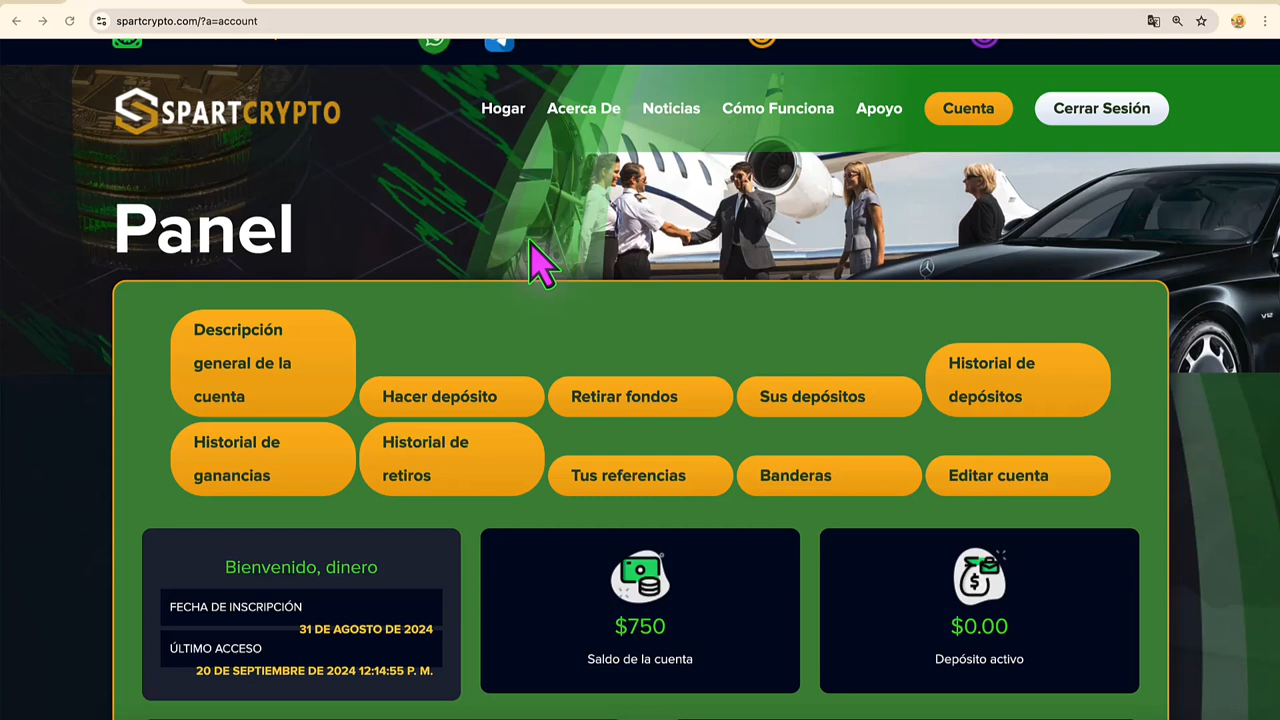 spartcrypto.com/?a=account
SPARTCRYPTO
Hogar Acerca De Noticias Cómo Funciona Apoyo Cuenta Cerrar Sesión
Panel
Descripción
general de la
cuenta
Hacer depósito
Retirar fondos
Sus depósitos
Historial de
depósitos
Historial de
ganancias
Historial de
retiros
Tus referencias
Banderas
Editar cuenta
Bienvenido, dinero
FECHA DE INSCRIPCIÓN
31 DE AGOSTO DE 2024
ÚLTIMO ACCESO
20 DE SEPTIEMBRE DE 2024 12:14:55 P. M.
$750
Saldo de la cuenta
$0.00
Depósito activo